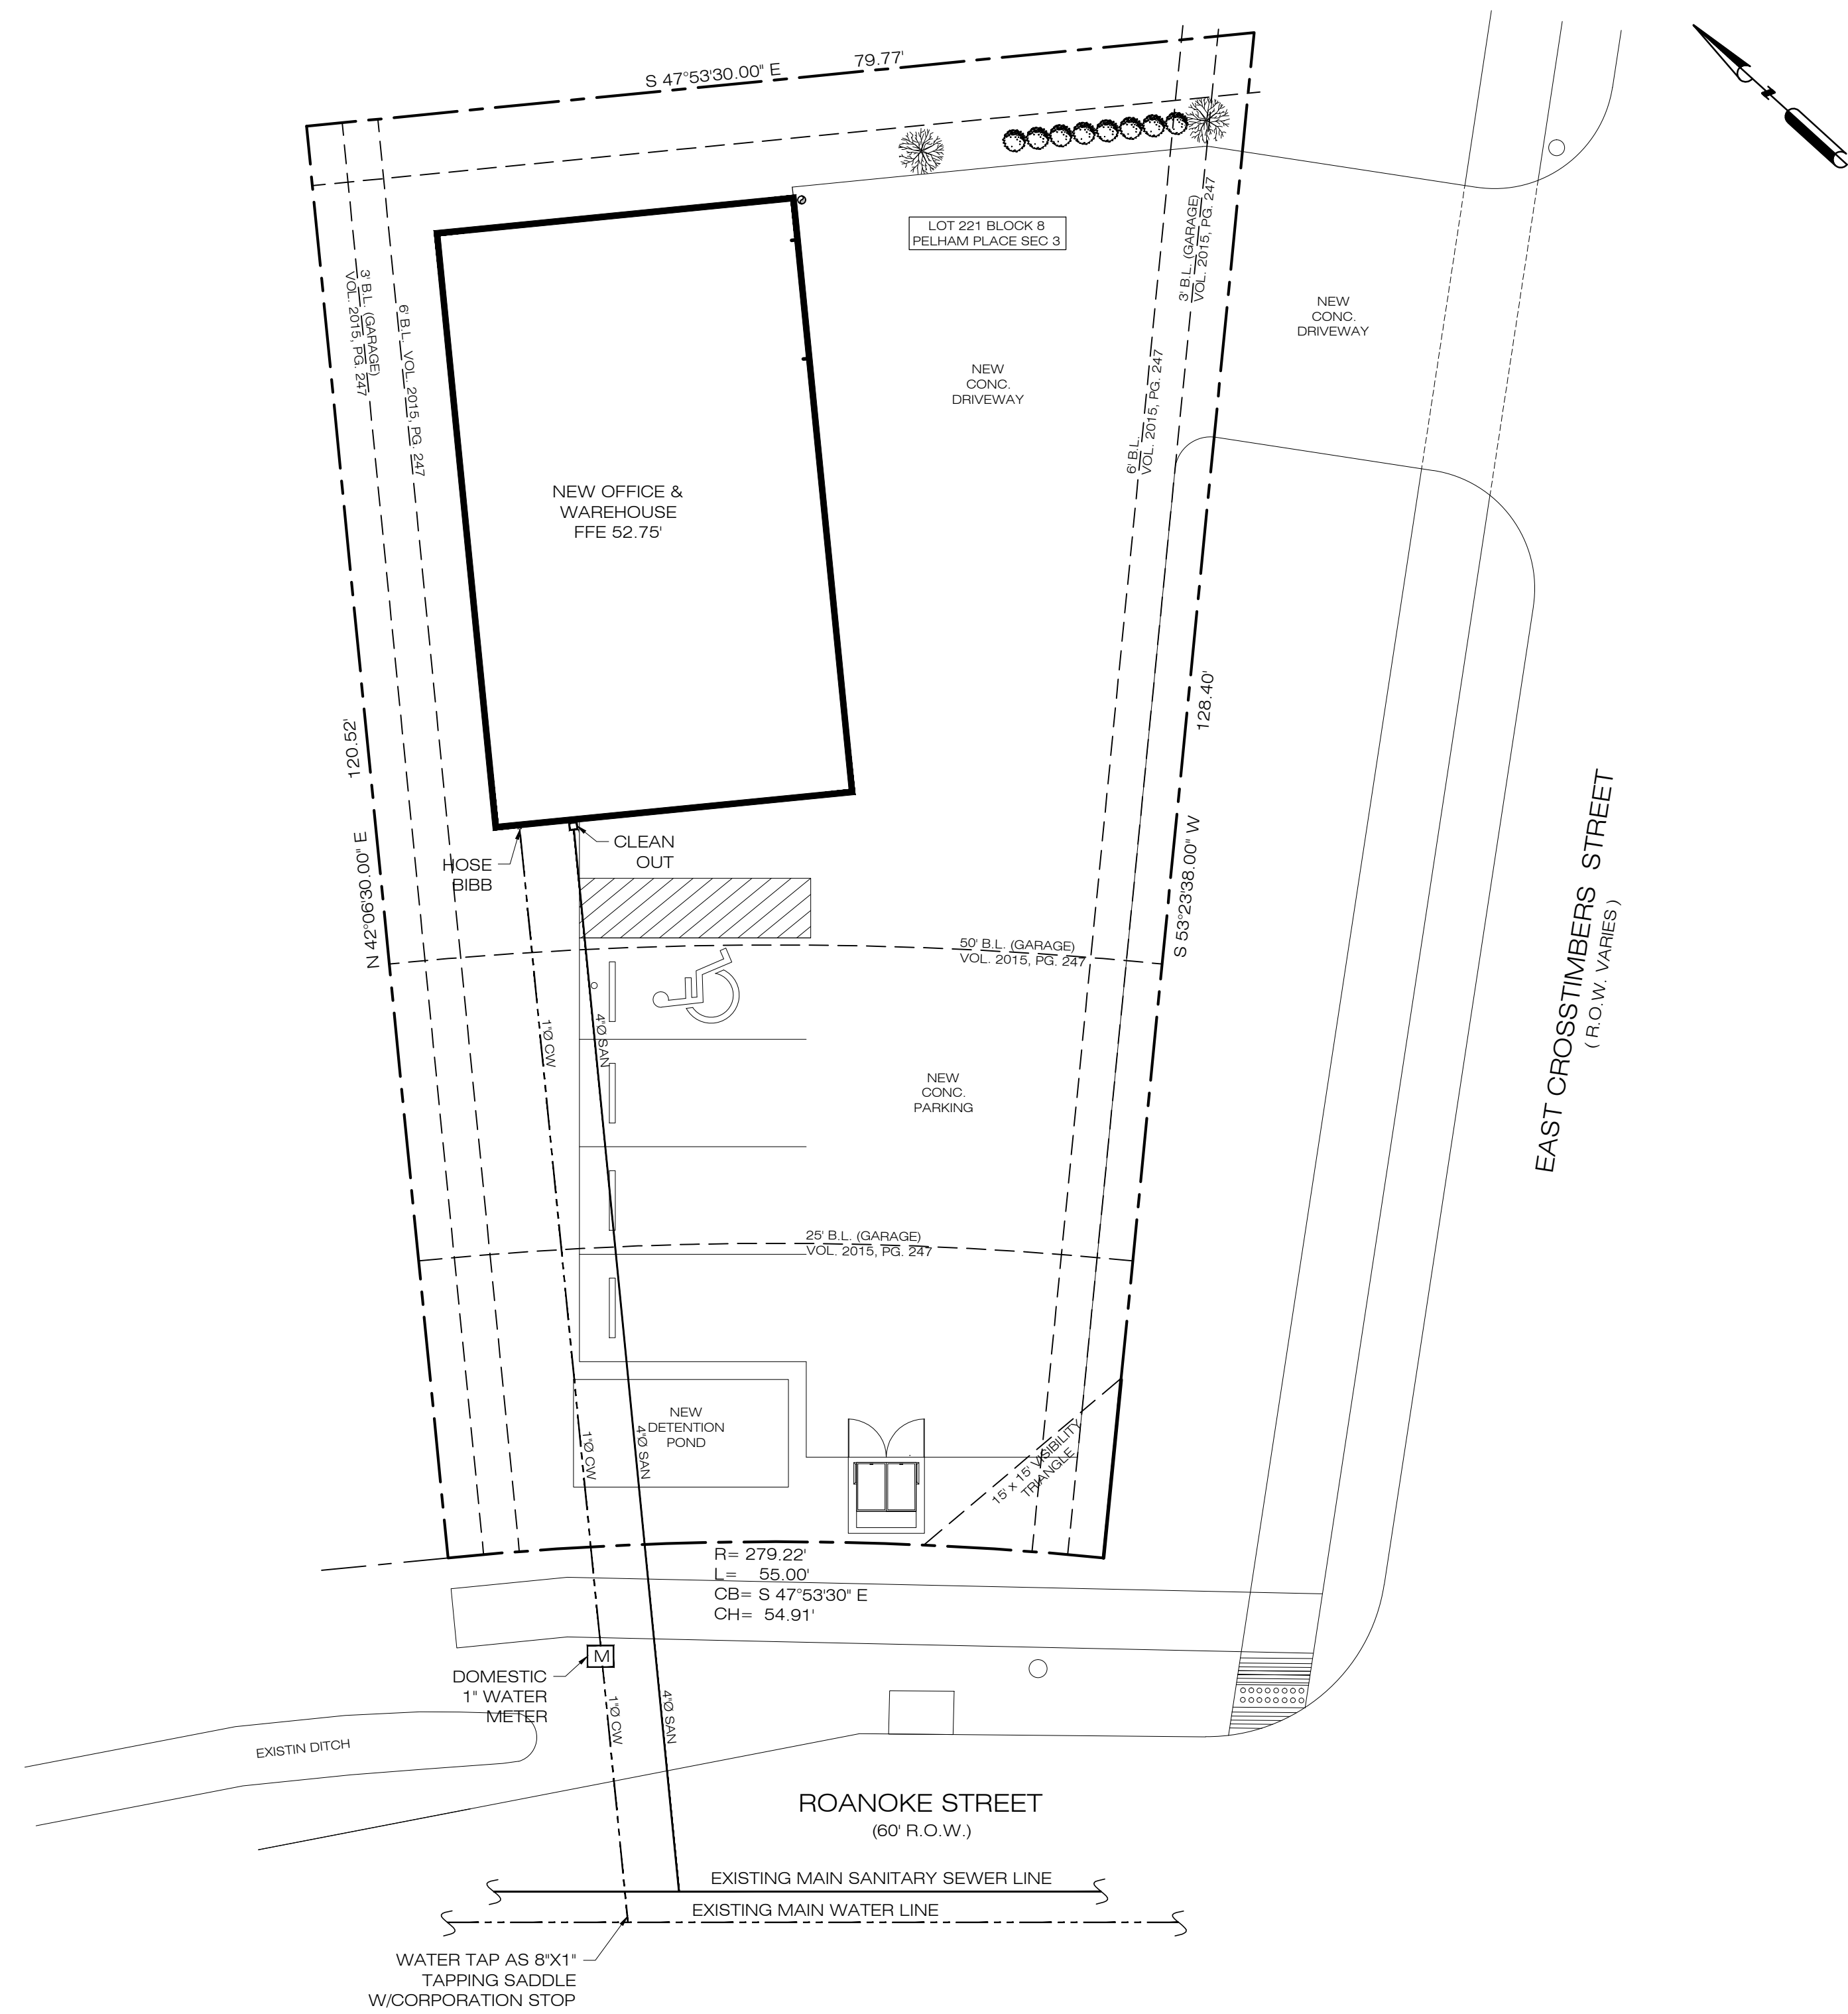 S 47°53'30.00" E
79.77'
N
LOT 221 BLOCK 8
PELHAM PLACE SEC 3
3' B.L. (GARAGE)
VOL. 2015, PG. 247
6' B.L. VOL. 2015, PG. 247
3' B.L. (GARAGE)
VOL. 2015, PG. 247
6' B.L.
VOL. 2015, PG. 247
NEW
CONC.
DRIVEWAY
NEW
CONC.
DRIVEWAY
NEW OFFICE &
WAREHOUSE
FFE 52.75'
120.52'
N 42°06'30.00" E
128.40'
S 53°23'38.00" W
EAST CROSSTIMBERS STREET
( R.O.W. VARIES )
HOSE
BIBB
CLEAN
OUT
50' B.L. (GARAGE)
VOL. 2015, PG. 247
1"Ø CW
4"Ø SAN
NEW
CONC.
PARKING
25' B.L. (GARAGE)
VOL. 2015, PG. 247
NEW
DETENTION
POND
1"Ø CW
4"Ø SAN
15' x 15' VISIBILITY
TRIANGLE
R= 279.22'
L= 55.00'
CB= S 47°53'30" E
CH= 54.91'
M
DOMESTIC
1" WATER
METER
1"Ø CW
4"Ø SAN
EXISTIN DITCH
ROANOKE STREET
(60' R.O.W.)
EXISTING MAIN SANITARY SEWER LINE
EXISTING MAIN WATER LINE
WATER TAP AS 8"X1"
TAPPING SADDLE
W/CORPORATION STOP